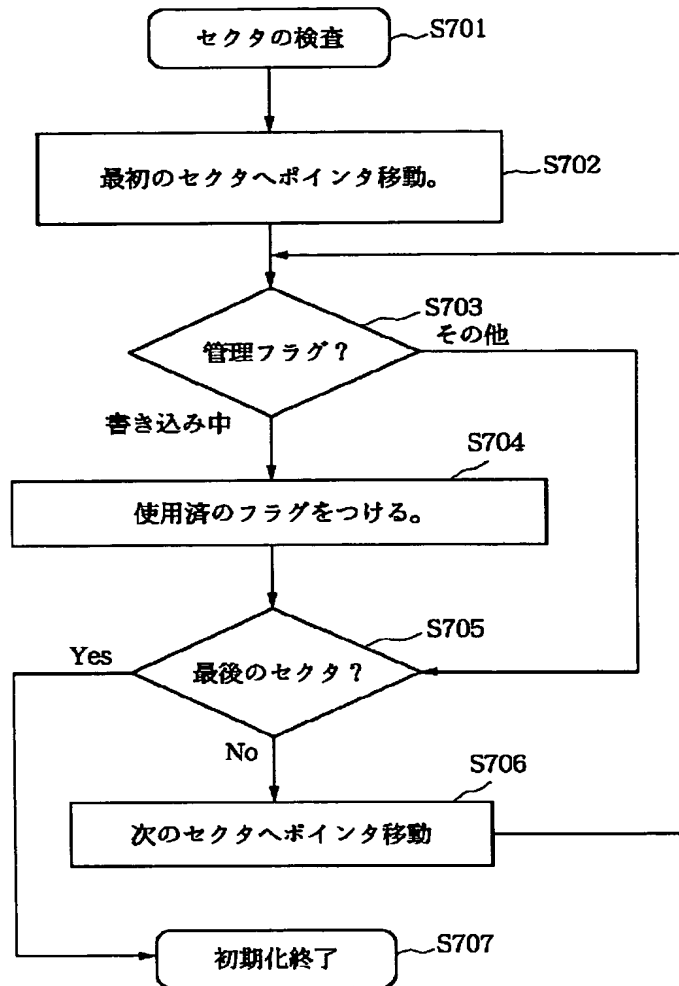 セクタの検査
S701
最初のセクタへポインタ移動。
S702
S703
管理フラグ？
その他
書き込み中
S704
使用済のフラグをつける。
S705
最後のセクタ？
Yes
No
S706
次のセクタへポインタ移動
S707
初期化終了